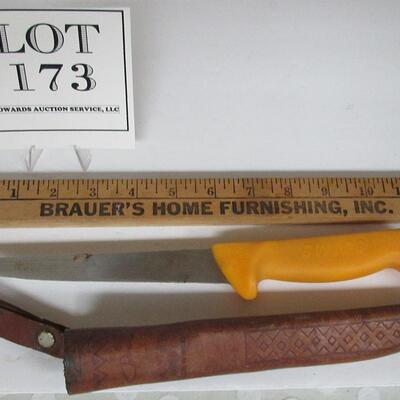 LOT
173
OWARDS AUCTION SERVICE, LLC
1 2 3 4 5 6 7 8 9 10
BRAUER'S HOME FURNISHING, INC.